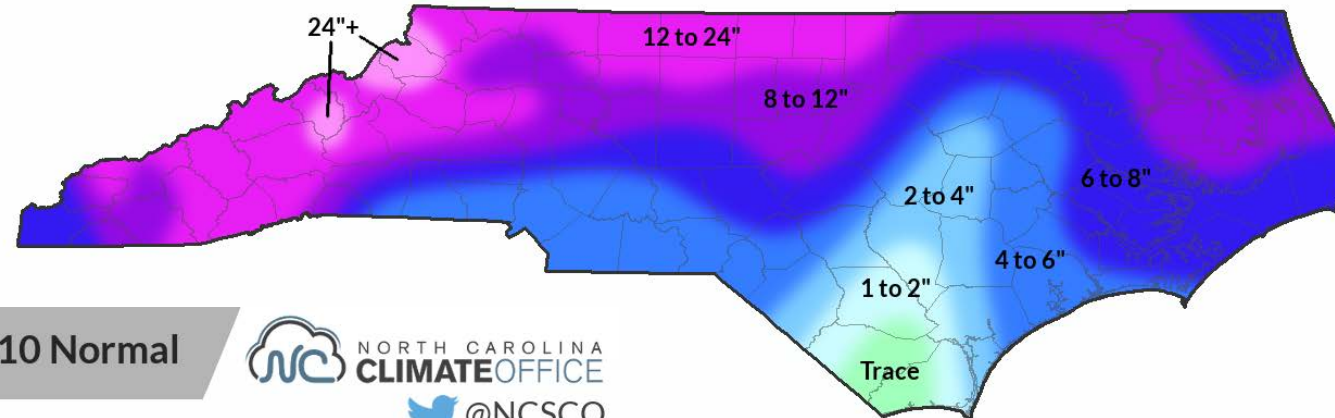 24"+
12 to 24"
8 to 12"
6 to 8"
2 to 4"
4 to 6"
1 to 2"
Trace
10 Normal
NC
NORTH CAROLINA
CLIMATEOFFICE
@NCSCO